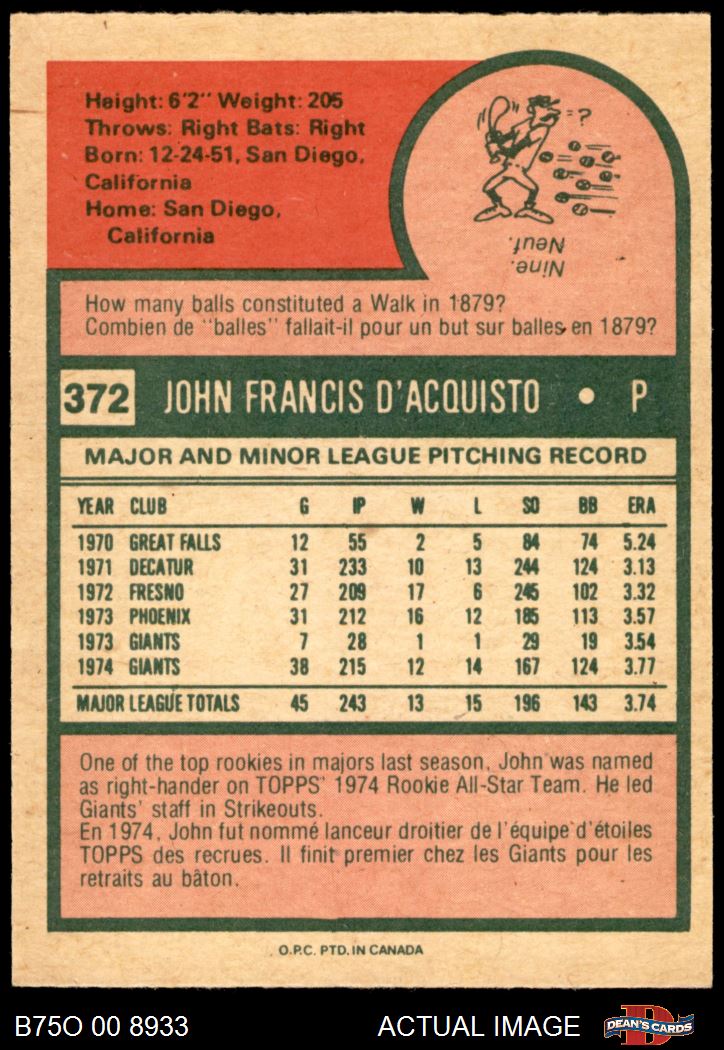 Height: 6'2" Weight: 205
Throws: Right Bats: Right
Born: 12-24-51, San Diego,
California
Home: San Diego,
California
= ?
Nine.
Neuf.
How many balls constituted a Walk in 1879?
Combien de "balles" fallait-il pour un but sur balles en 1879?
372 JOHN FRANCIS D'ACQUISTO • P
MAJOR AND MINOR LEAGUE PITCHING RECORD
YEAR CLUB G IP W L SO BB ERA
1970 GREAT FALLS 12 55 2 5 84 74 5.24
1971 DECATUR 31 233 10 13 244 124 3.13
1972 FRESNO 27 209 17 6 245 102 3.32
1973 PHOENIX 31 212 16 12 185 113 3.57
1973 GIANTS 7 28 1 1 29 19 3.54
1974 GIANTS 38 215 12 14 167 124 3.77
MAJOR LEAGUE TOTALS 45 243 13 15 196 143 3.74
One of the top rookies in majors last season, John was named
as right-hander on TOPPS' 1974 Rookie All-Star Team. He led
Giants' staff in Strikeouts.
En 1974, John fut nommé lanceur droitier de l'équipe d'étoiles
TOPPS des recrues. Il finit premier chez les Giants pour les
retraits au bâton.
O.P.C. PTD. IN CANADA
B75O 00 8933 ACTUAL IMAGE D DEAN'S CARDS